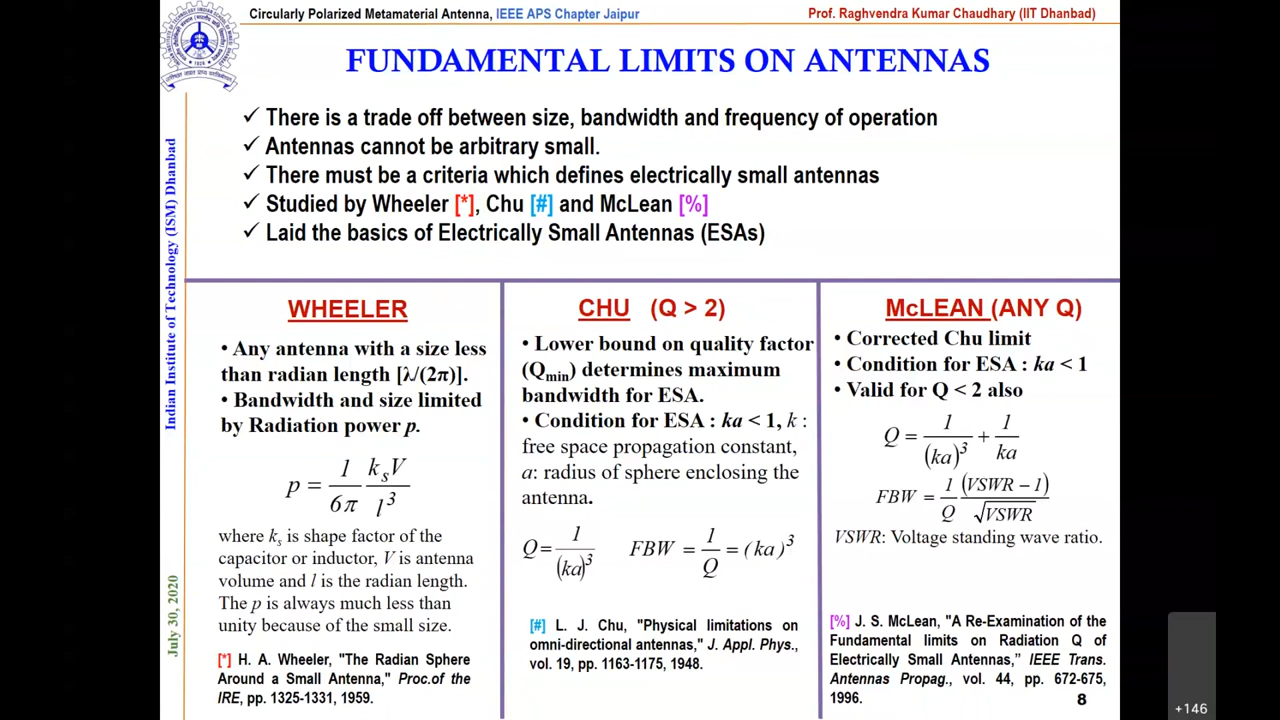 Circularly Polarized Metamaterial Antenna, IEEE APS Chapter Jaipur
Prof. Raghvendra Kumar Chaudhary (IIT Dhanbad)
FUNDAMENTAL LIMITS ON ANTENNAS
✓ There is a trade off between size, bandwidth and frequency of operation
✓ Antennas cannot be arbitrary small.
✓ There must be a criteria which defines electrically small antennas
✓ Studied by Wheeler [*], Chu [#] and McLean [%]
✓ Laid the basics of Electrically Small Antennas (ESAs)
Indian Institute of Technology (ISM) Dhanbad
July 30, 2020
WHEELER
• Any antenna with a size less
than radian length [λ/(2π)].
• Bandwidth and size limited
by Radiation power p.
p = 1/(6π) k_s V/l^3
where k_s is shape factor of the
capacitor or inductor, V is antenna
volume and l is the radian length.
The p is always much less than
unity because of the small size.
[*] H. A. Wheeler, "The Radian Sphere
Around a Small Antenna," Proc.of the
IRE, pp. 1325-1331, 1959.
CHU (Q > 2)
• Lower bound on quality factor
(Q_min) determines maximum
bandwidth for ESA.
• Condition for ESA : ka < 1, k :
free space propagation constant,
a: radius of sphere enclosing the
antenna.
Q = 1/(ka)^3 FBW = 1/Q = (ka)^3
[#] L. J. Chu, "Physical limitations on
omni-directional antennas," J. Appl. Phys.,
vol. 19, pp. 1163-1175, 1948.
McLEAN (ANY Q)
• Corrected Chu limit
• Condition for ESA : ka < 1
• Valid for Q < 2 also
Q = 1/(ka)^3 + 1/ka
FBW = 1/Q (VSWR − 1)/√VSWR
VSWR: Voltage standing wave ratio.
[%] J. S. McLean, "A Re-Examination of the
Fundamental limits on Radiation Q of
Electrically Small Antennas,” IEEE Trans.
Antennas Propag., vol. 44, pp. 672-675,
1996.
8
+146